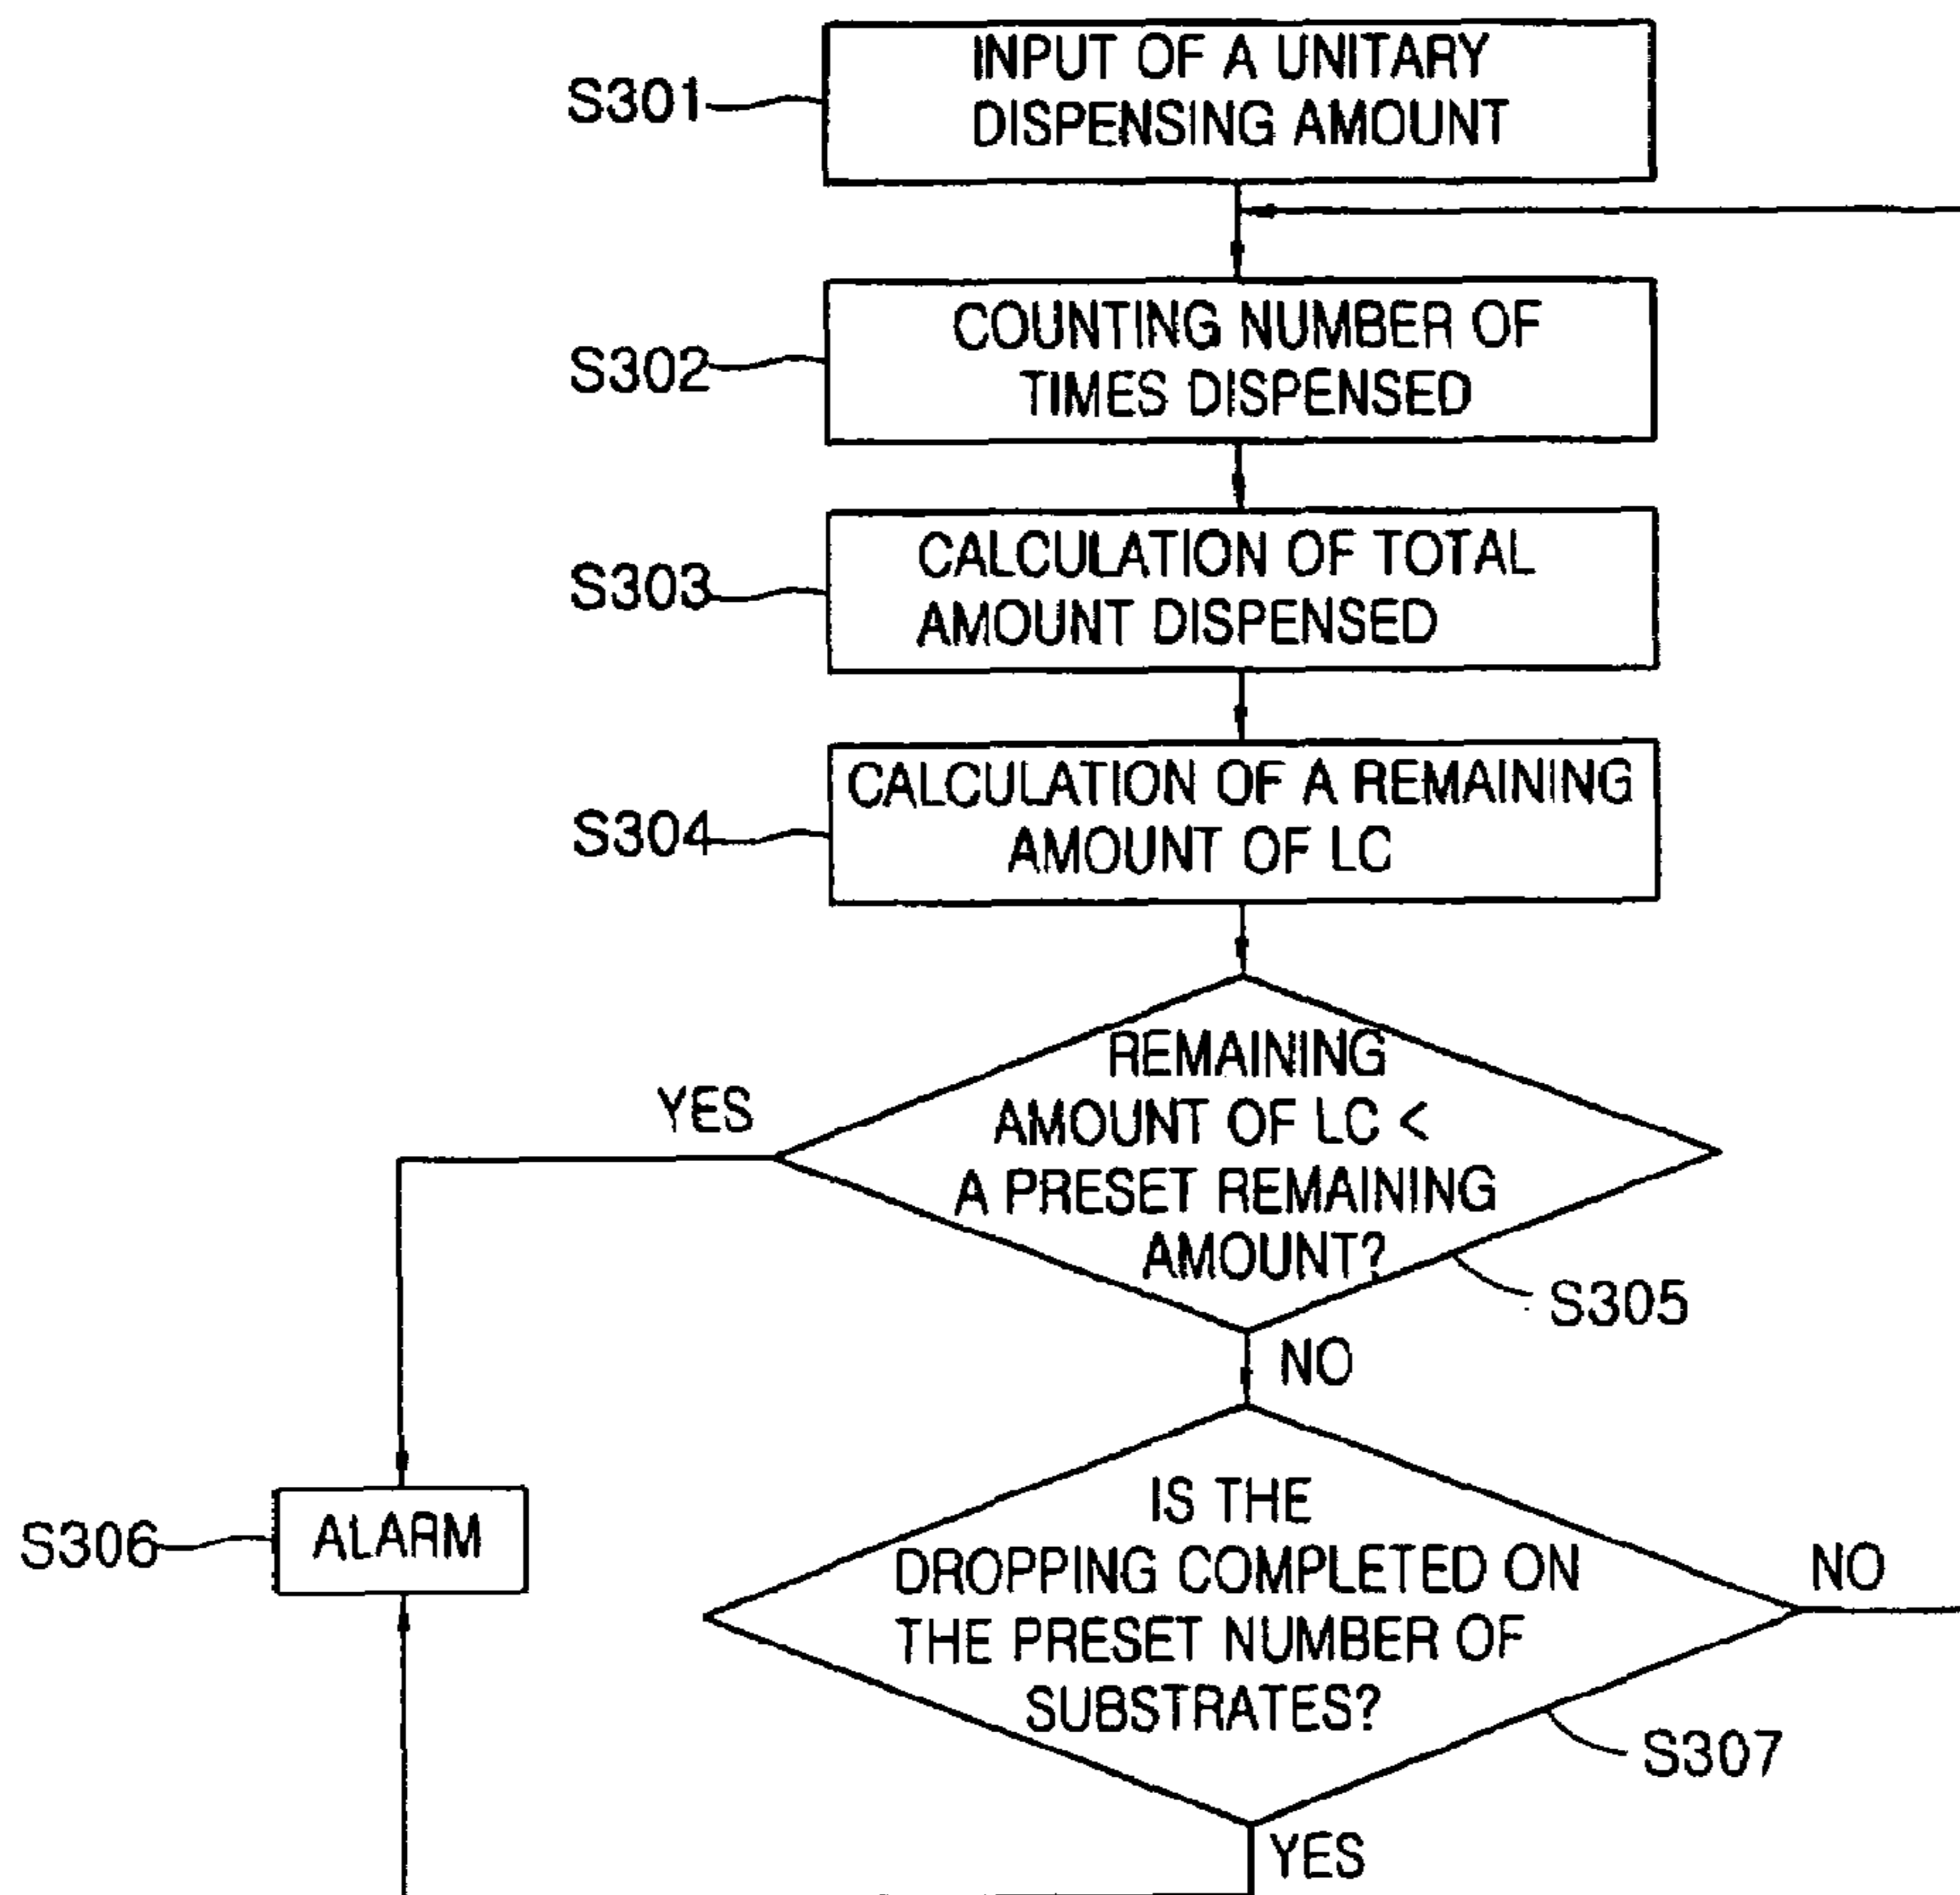 INPUT OF A UNITARY
DISPENSING AMOUNT
S301
COUNTING NUMBER OF
TIMES DISPENSED
S302
CALCULATION OF TOTAL
AMOUNT DISPENSED
S303
CALCULATION OF A REMAINING
AMOUNT OF LC
S304
REMAINING
AMOUNT OF LC <
A PRESET REMAINING
AMOUNT?
YES
S305
NO
ALARM
S306
IS THE
DROPPING COMPLETED ON
THE PRESET NUMBER OF
SUBSTRATES?
NO
S307
YES